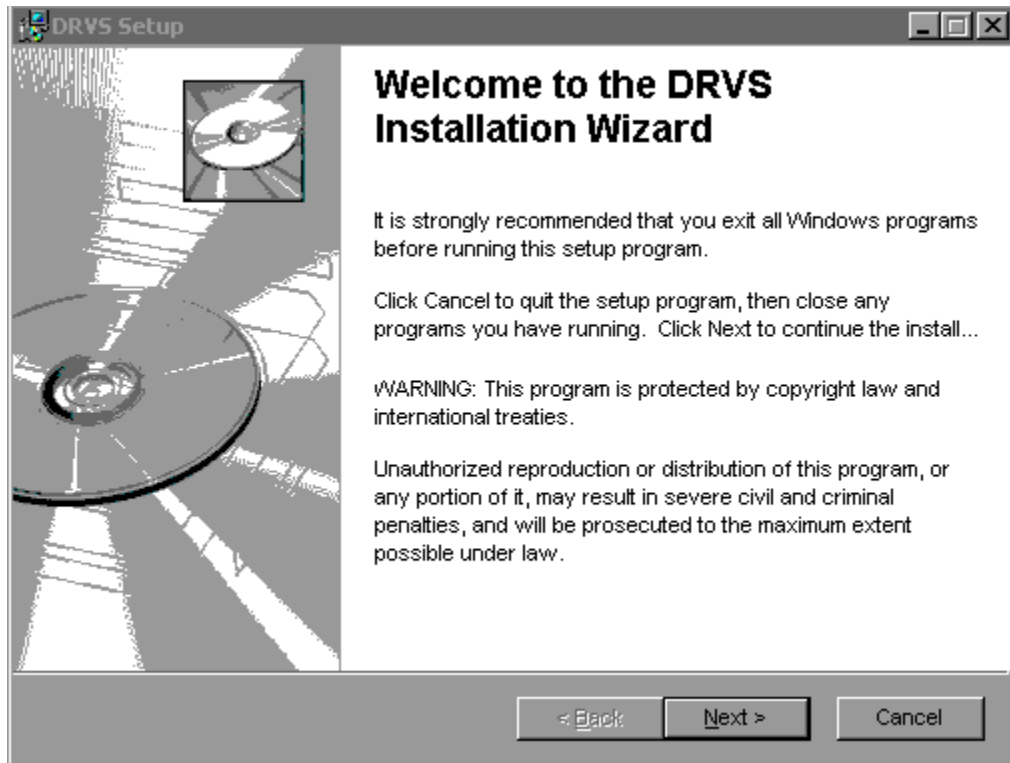 DRVS Setup
Welcome to the DRVS
Installation Wizard
It is strongly recommended that you exit all Windows programs
before running this setup program.
Click Cancel to quit the setup program, then close any
programs you have running.  Click Next to continue the install...
WARNING: This program is protected by copyright law and
international treaties.
Unauthorized reproduction or distribution of this program, or
any portion of it, may result in severe civil and criminal
penalties, and will be prosecuted to the maximum extent
possible under law.
< Back
Next >
Cancel